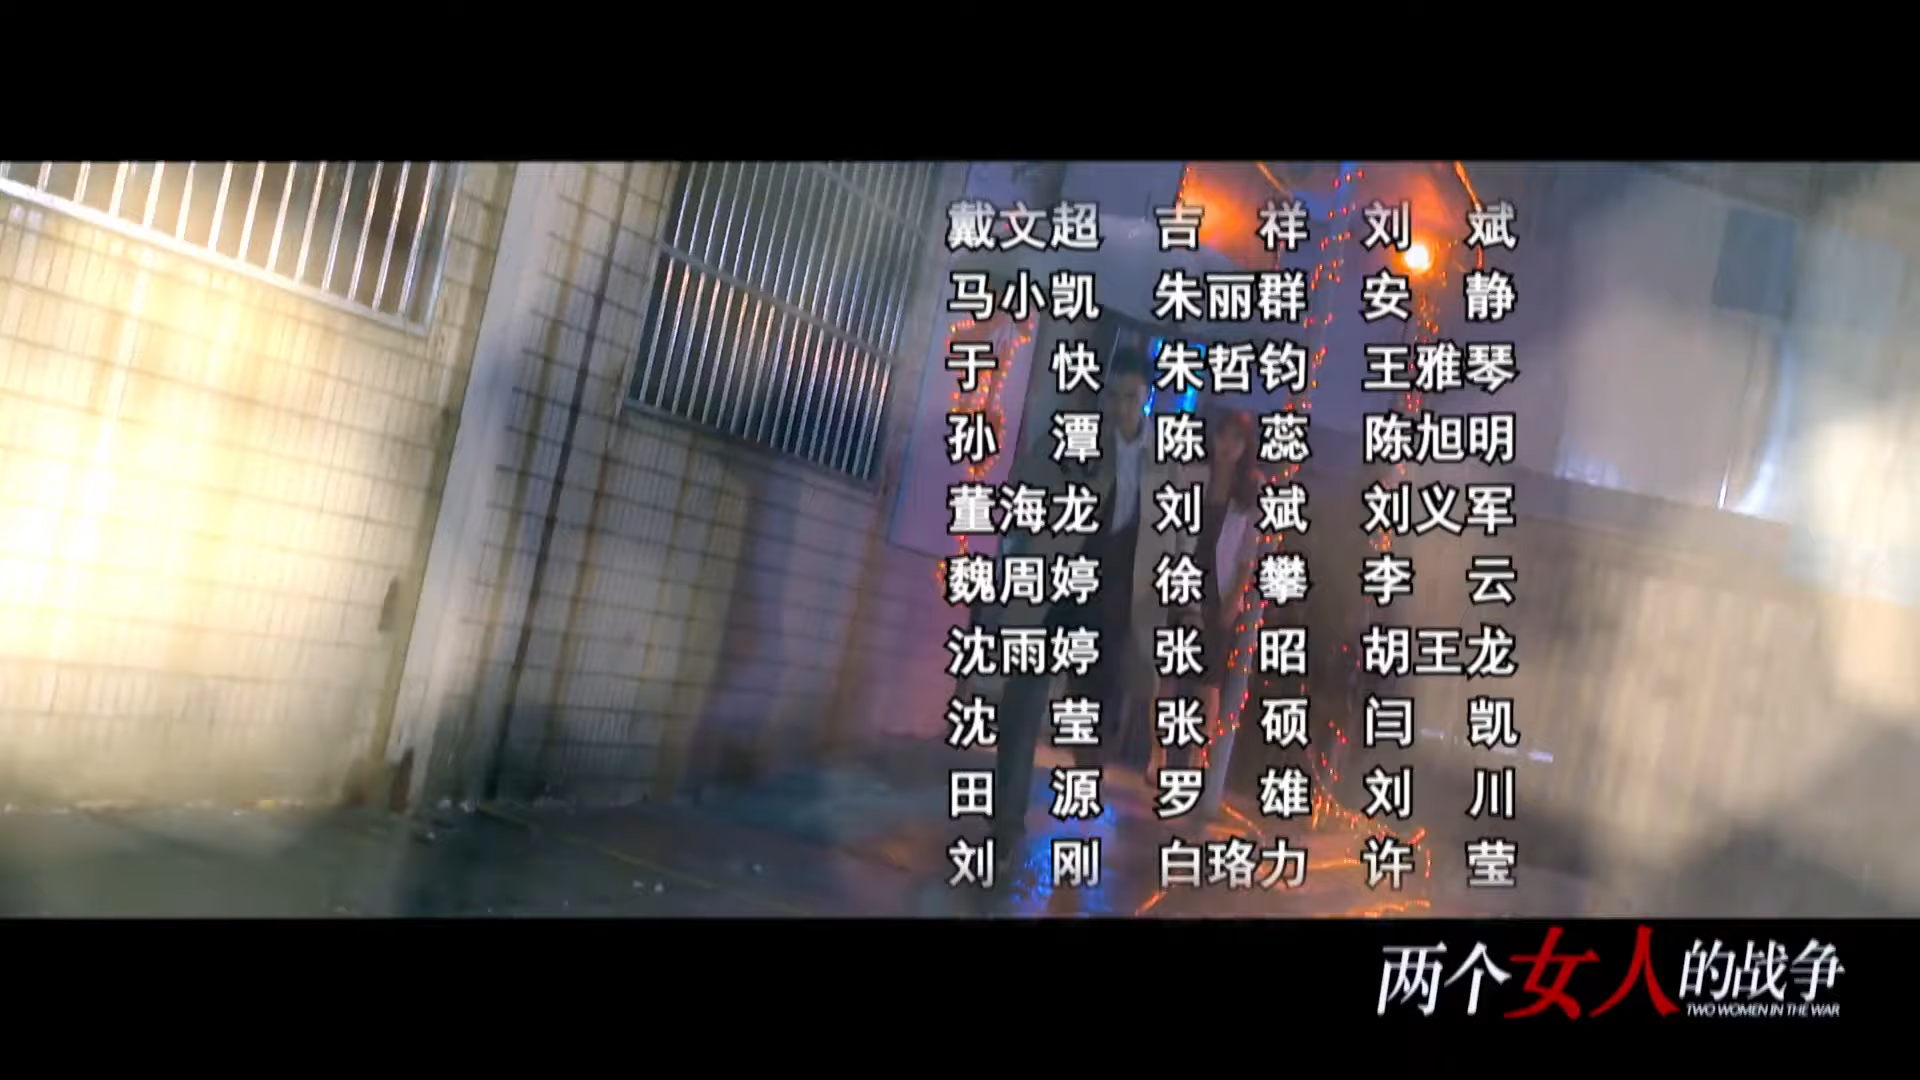 戴文超 吉祥 刘斌
马小凯 朱丽群 安静
于快 朱哲钧 王雅琴
孙潭 陈蕊 陈旭明
董海龙 刘斌 刘义军
魏周婷 徐攀 李云
沈雨婷 张昭 胡王龙
沈莹 张硕 闫凯
田源 罗雄 刘川
刘刚 白珞力 许莹
两个女人的战争
TWO WOMEN IN THE WAR